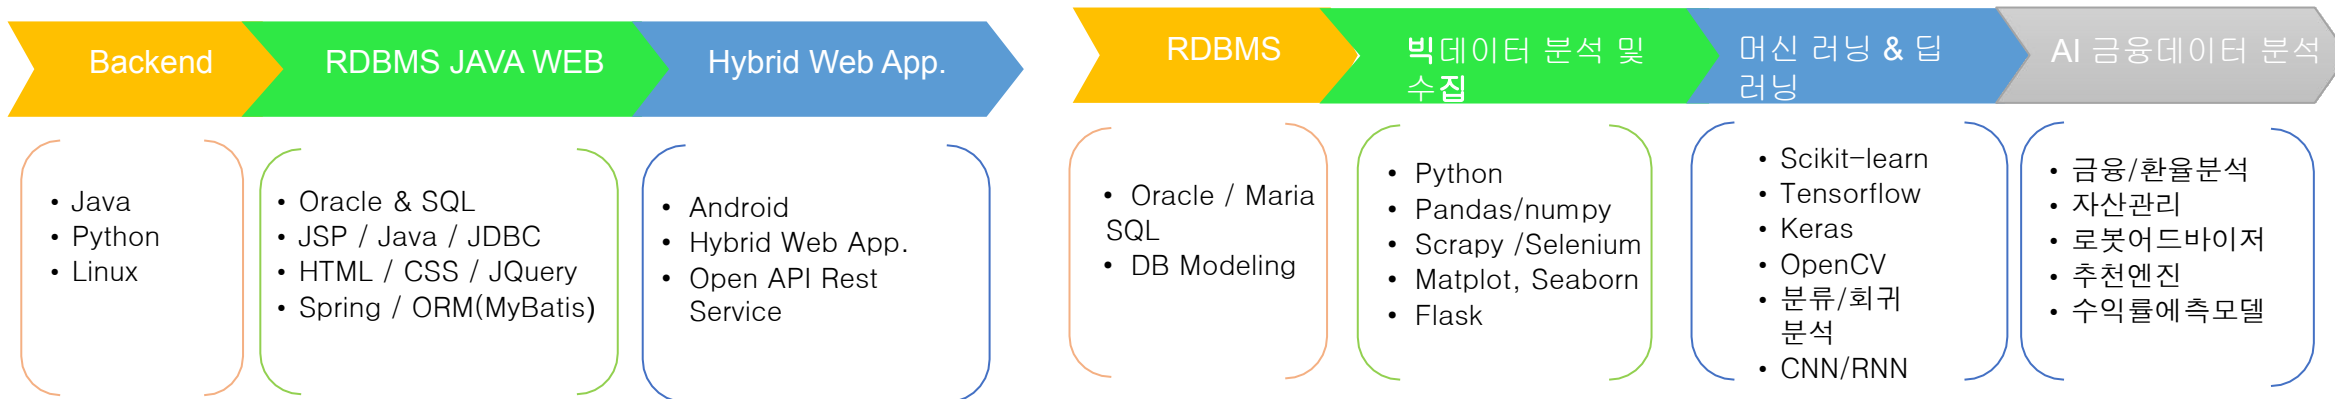 Backend
RDBMS JAVA WEB
Hybrid Web App.
• Java
• Python
• Linux
• Oracle & SQL
• JSP / Java / JDBC
• HTML / CSS / JQuery
• Spring / ORM(MyBatis)
• Android
• Hybrid Web App.
• Open API Rest
Service
RDBMS
빅데이터 분석 및
수집
머신 러닝 & 딥
러닝
AI 금융데이터 분석
• Oracle / Maria
SQL
• DB Modeling
• Python
• Pandas/numpy
• Scrapy /Selenium
• Matplot, Seaborn
• Flask
• Scikit-learn
• Tensorflow
• Keras
• OpenCV
• 분류/회귀
분석
• CNN/RNN
• 금융/환율분석
• 자산관리
• 로봇어드바이저
• 추천엔진
• 수익률에측모델